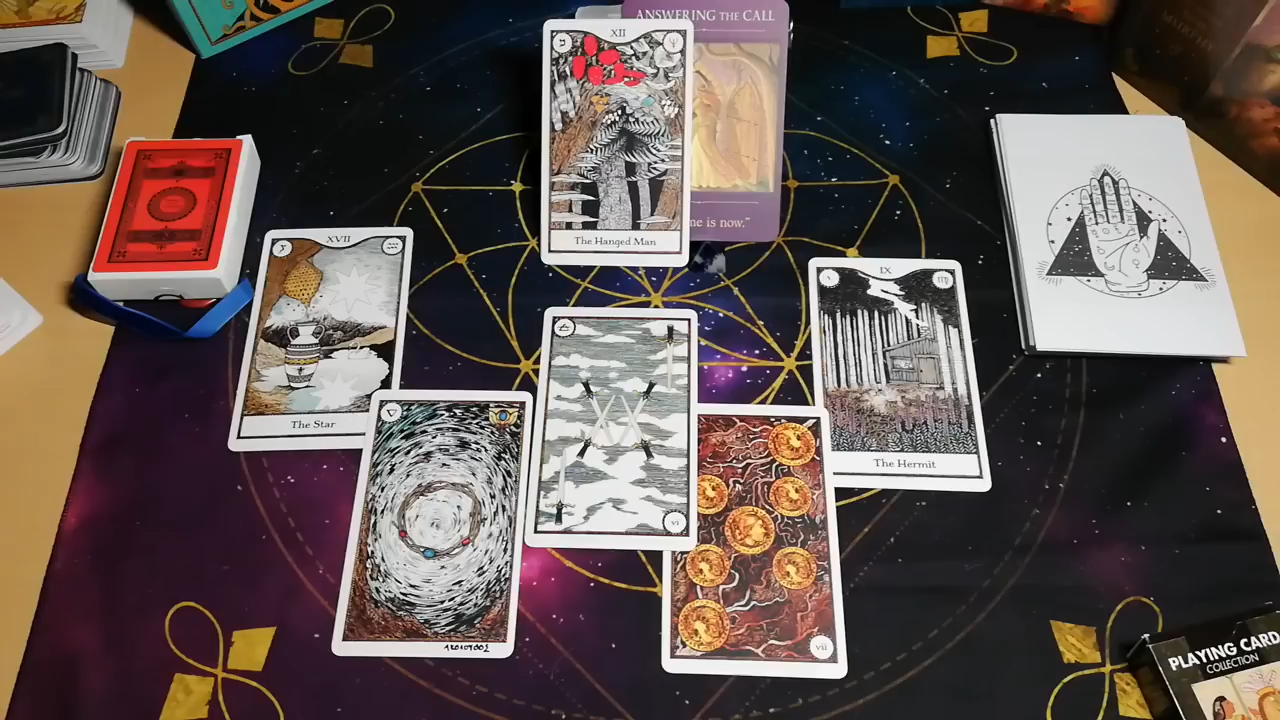 ANSWERING THE CALL
XII
The Hanged Man
me is now."
XVII
The Star
IX
The Hermit
vi
vii
PLAYING CARD
COLLECTION